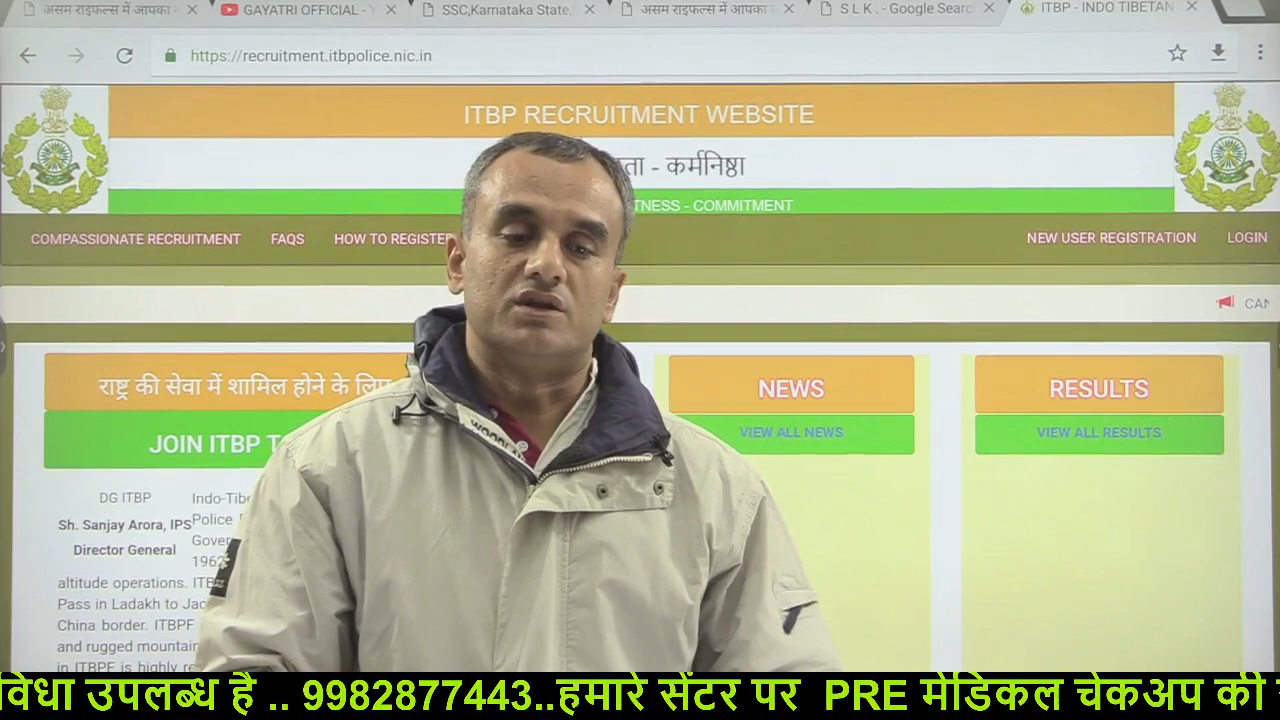 असम राइफल्स में आपका
GAYATRI OFFICIAL - Y
SSC,Karnataka State,
असम राइफल्स में आपका
S L K . - Google Searc
ITBP - INDO TIBETAN
https://recruitment.itbpolice.nic.in
ITBP RECRUITMENT WEBSITE
ता - कर्मनिष्ठा
TNESS - COMMITMENT
COMPASSIONATE RECRUITMENT FAQS HOW TO REGISTER NEW USER REGISTRATION LOGIN
CAN
राष्ट्र की सेवा में शामिल होने के लिए
NEWS
RESULTS
JOIN ITBP T
VIEW ALL NEWS
VIEW ALL RESULTS
DG ITBP
Sh. Sanjay Arora, IPS
Director General
Indo-Tibe
Police
Gover
1962
altitude operations. ITB
Pass in Ladakh to Jac
China border. ITBPF
and rugged mountain
in ITBPF is highly re
विधा उपलब्ध है .. 9982877443..हमारे सेंटर पर PRE मेडिकल चेकअप की